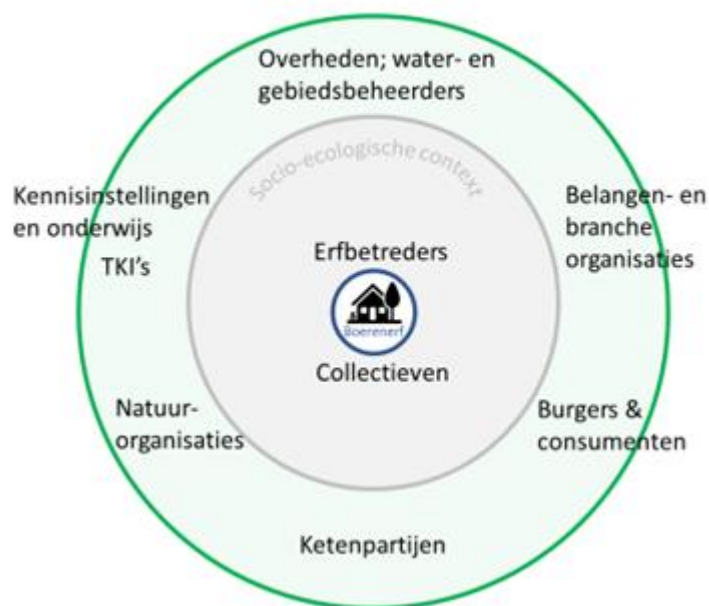 Overheden; water- en
gebiedsbeheerders
Socio-ecologische context
Kennisinstellingen
en onderwijs
TKI's
Belangen- en
branche
organisaties
Erfbetreders
Boerenerf
Collectieven
Natuur-
organisaties
Burgers &
consumenten
Ketenpartijen